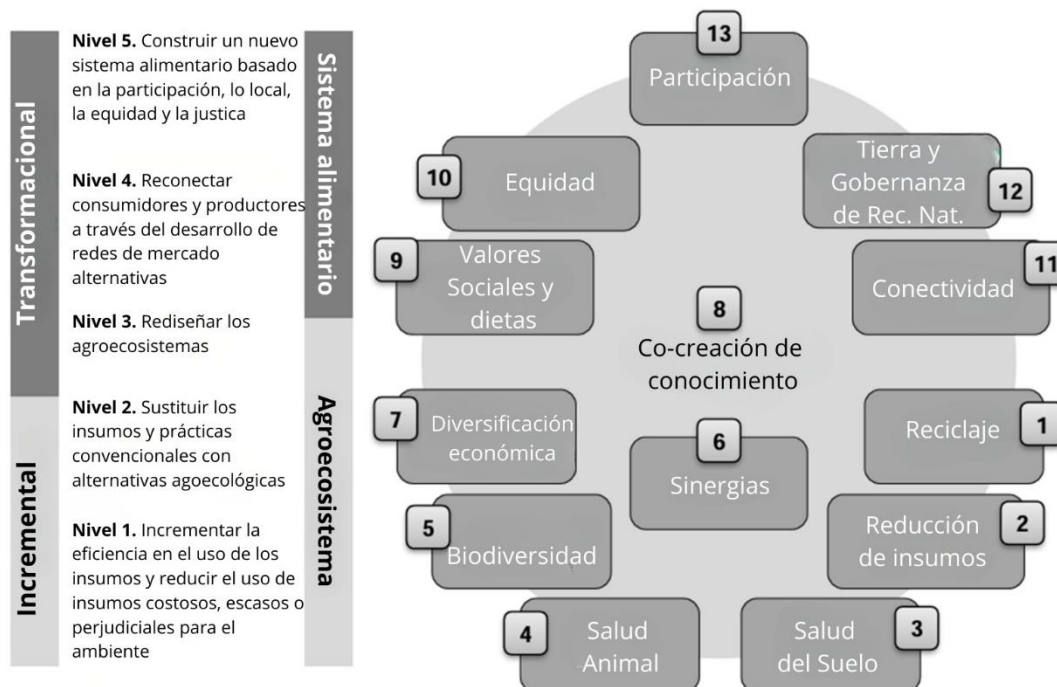 Transformacional
Incremental
Nivel 5. Construir un nuevo
sistema alimentario basado
en la participación, lo local,
la equidad y la justica
Nivel 4. Reconectar
consumidores y productores
a través del desarrollo de
redes de mercado
alternativas
Nivel 3. Rediseñar los
agroecosistemas
Nivel 2. Sustituir los
insumos y prácticas
convencionales con
alternativas agoecológicas
Nivel 1. Incrementar la
eficiencia en el uso de los
insumos y reducir el uso de
insumos costosos, escasos o
perjudiciales para el
ambiente
Sistema alimentario
Agroecosistema
13
Participación
10
Equidad
Tierra y
Gobernanza
de Rec. Nat.
12
9
Valores
Sociales y
dietas
11
Conectividad
8
Co-creación de
conocimiento
7
Diversificación
económica
6
Sinergias
1
Reciclaje
5
Biodiversidad
2
Reducción
de insumos
4
Salud
Animal
3
Salud
del Suelo